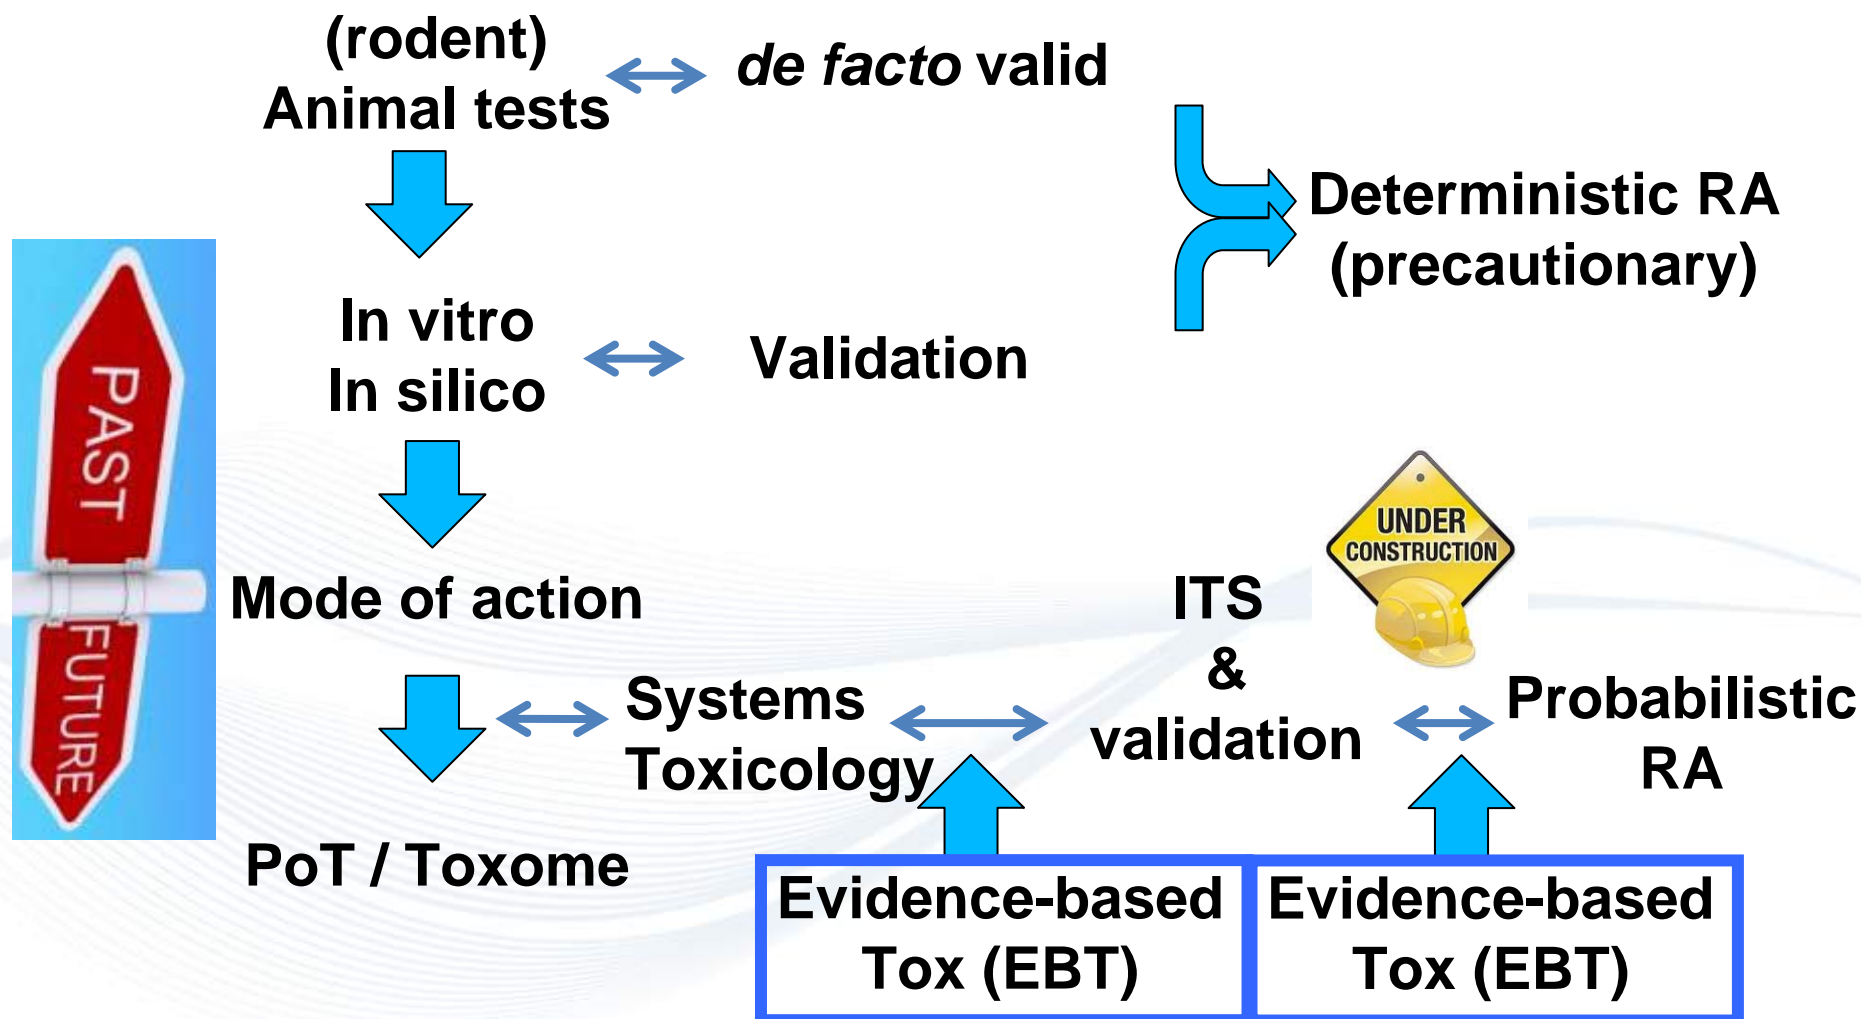 (rodent)
Animal tests
de facto valid
Deterministic RA
(precautionary)
In vitro
In silico
Validation
PAST
FUTURE
UNDER
CONSTRUCTION
Mode of action
ITS
&
validation
Systems
Toxicology
Probabilistic
RA
PoT / Toxome
Evidence-based
Tox (EBT)
Evidence-based
Tox (EBT)